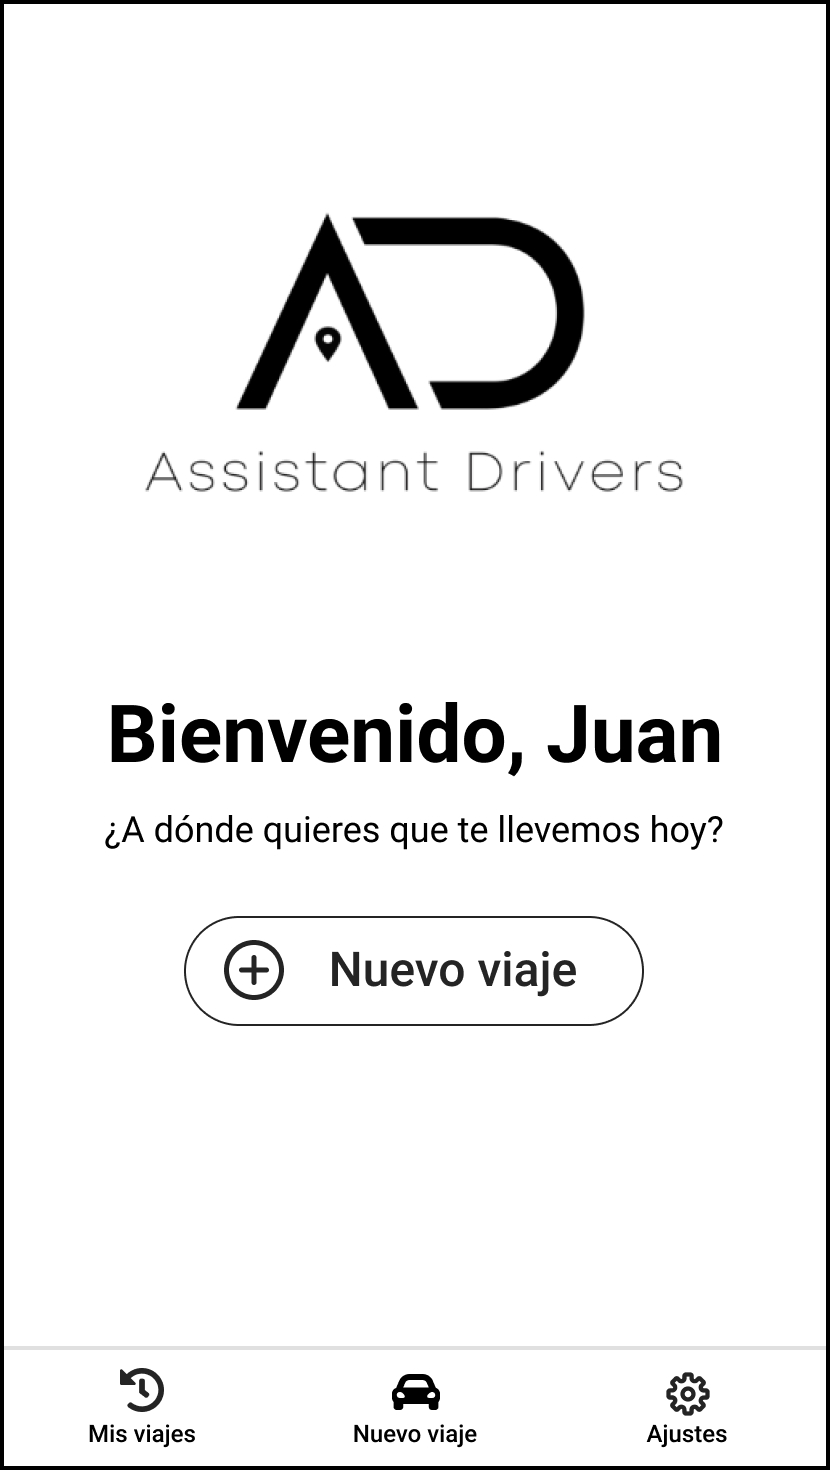 AD
Assistant Drivers
Bienvenido, Juan
¿A dónde quieres que te llevemos hoy?
Nuevo viaje
Mis viajes
Nuevo viaje
Ajustes